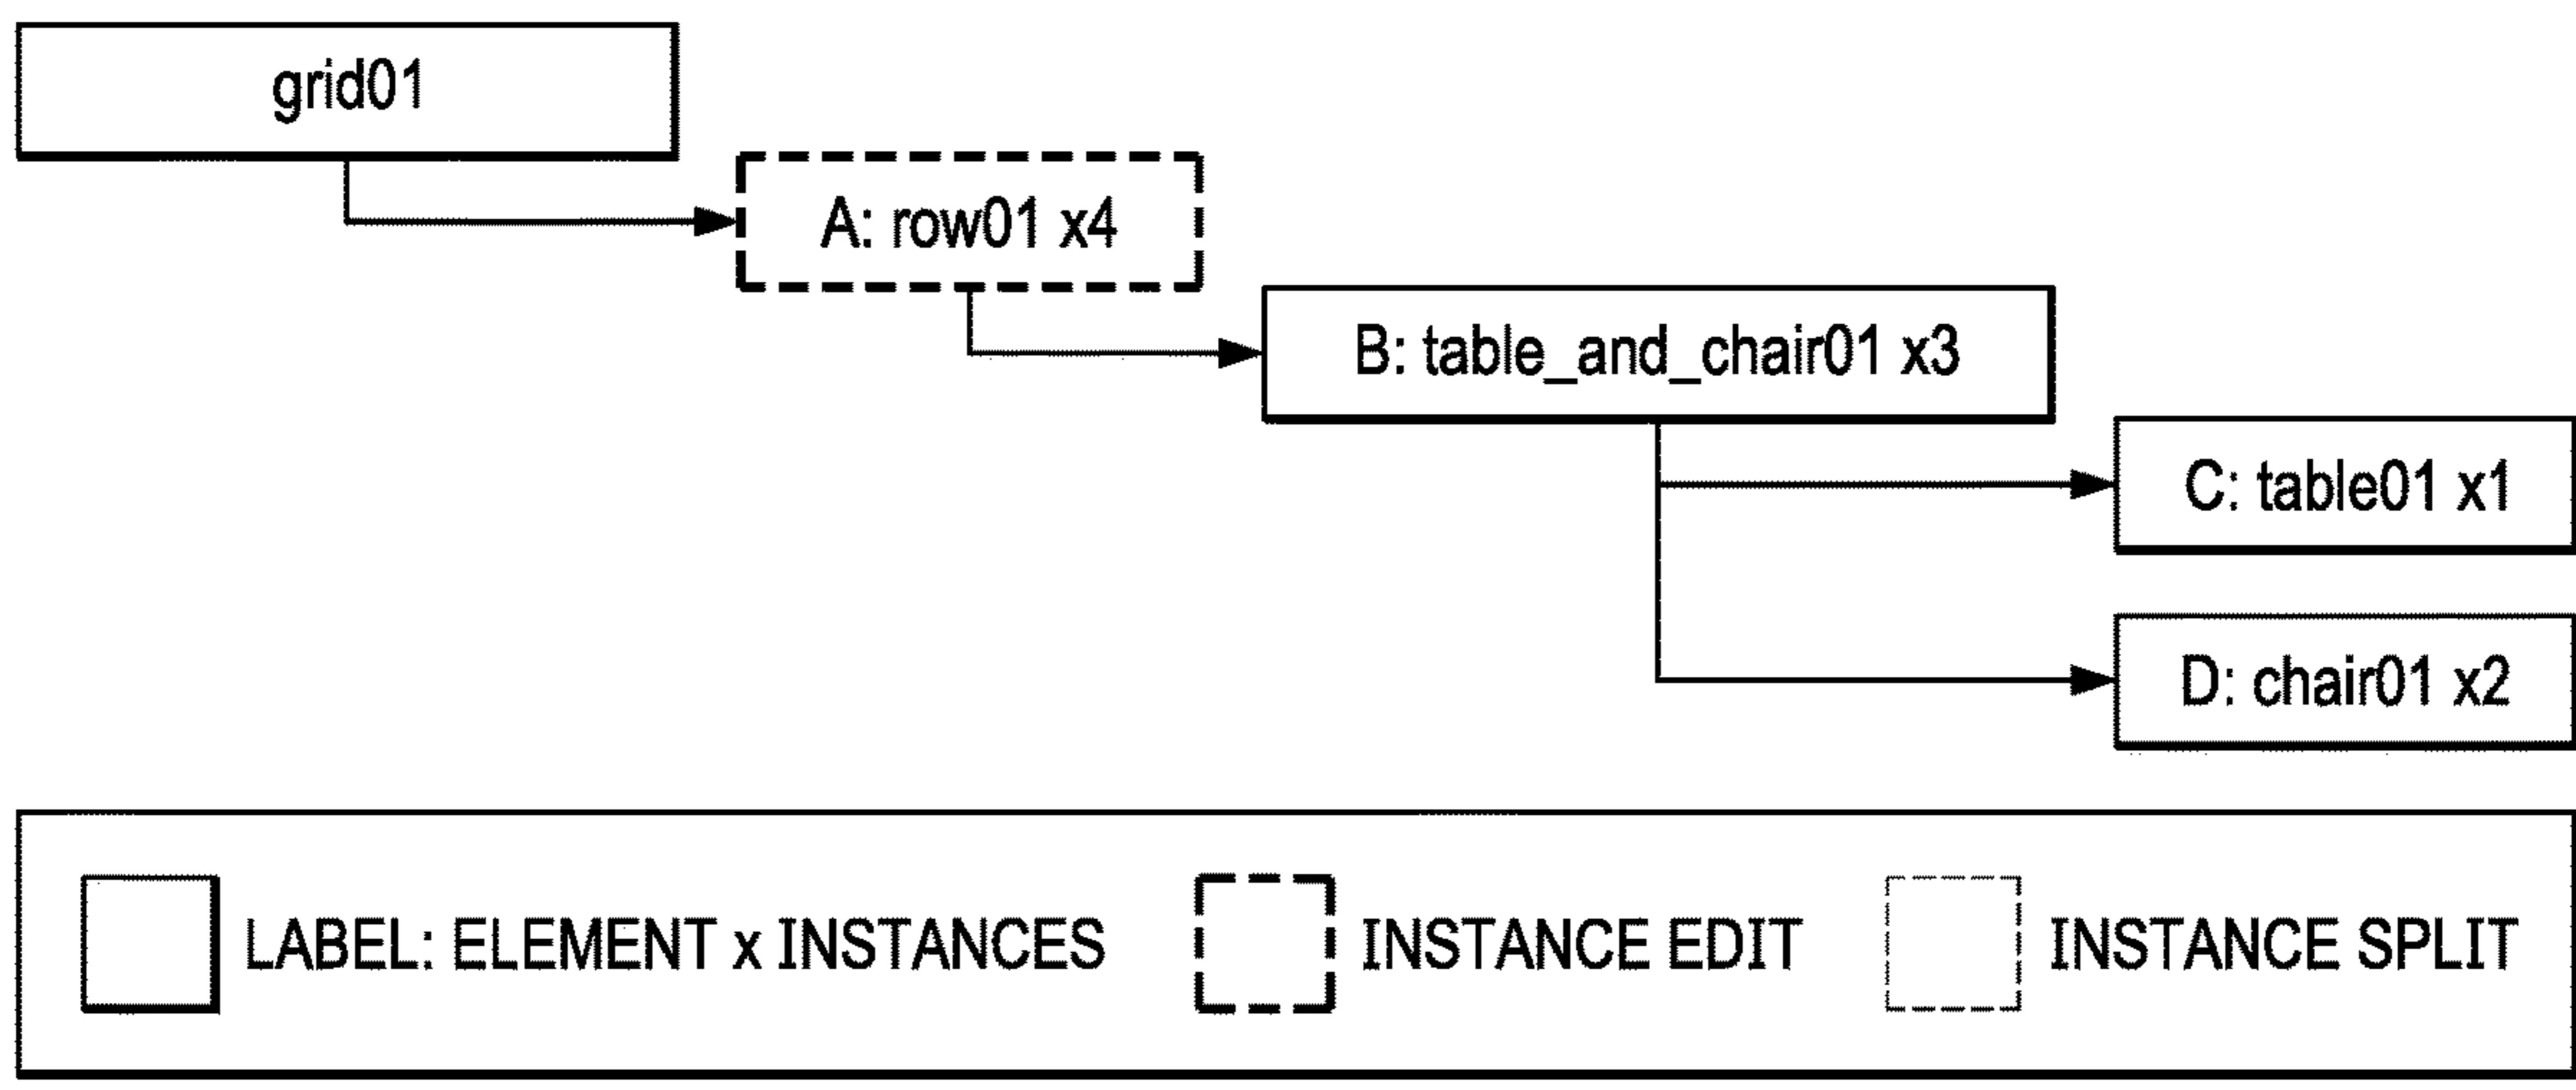 grid01
A: row01 x4
B: table_and_chair01 x3
C: table01 x1
D: chair01 x2
LABEL: ELEMENT x INSTANCES
INSTANCE EDIT
INSTANCE SPLIT